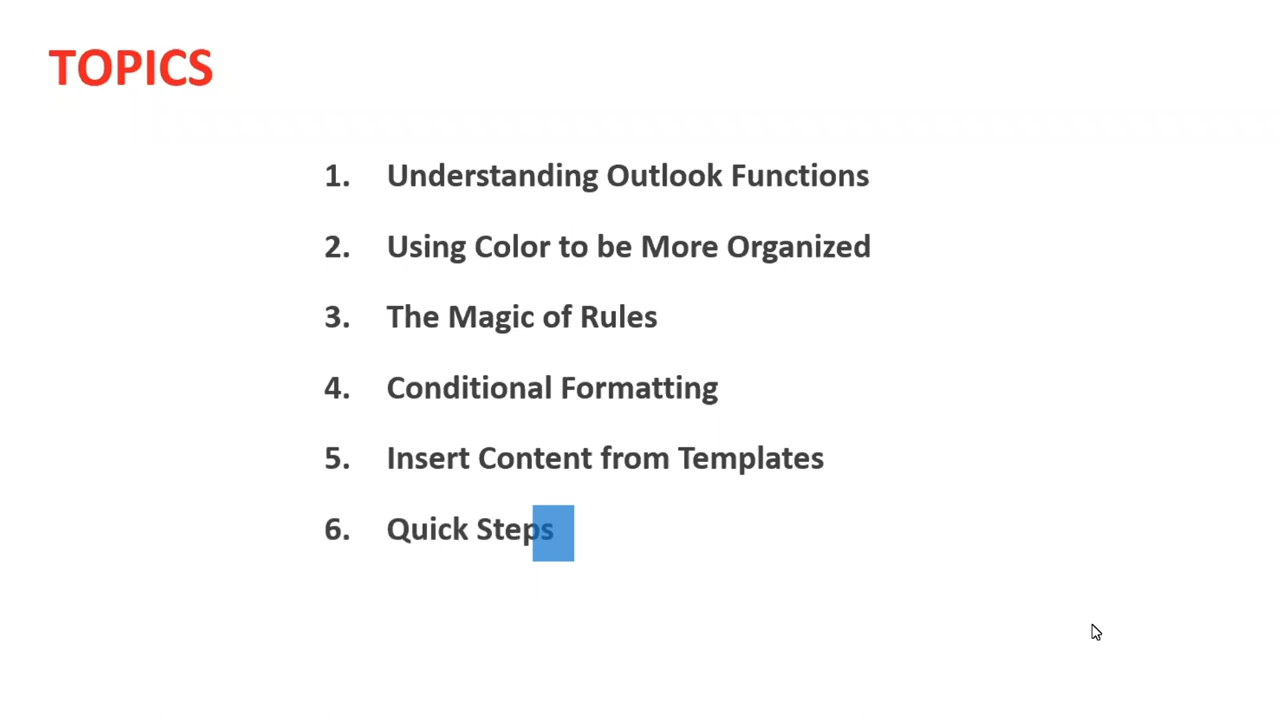 TOPICS
1. Understanding Outlook Functions
2. Using Color to be More Organized
3. The Magic of Rules
4. Conditional Formatting
5. Insert Content from Templates
6. Quick Steps